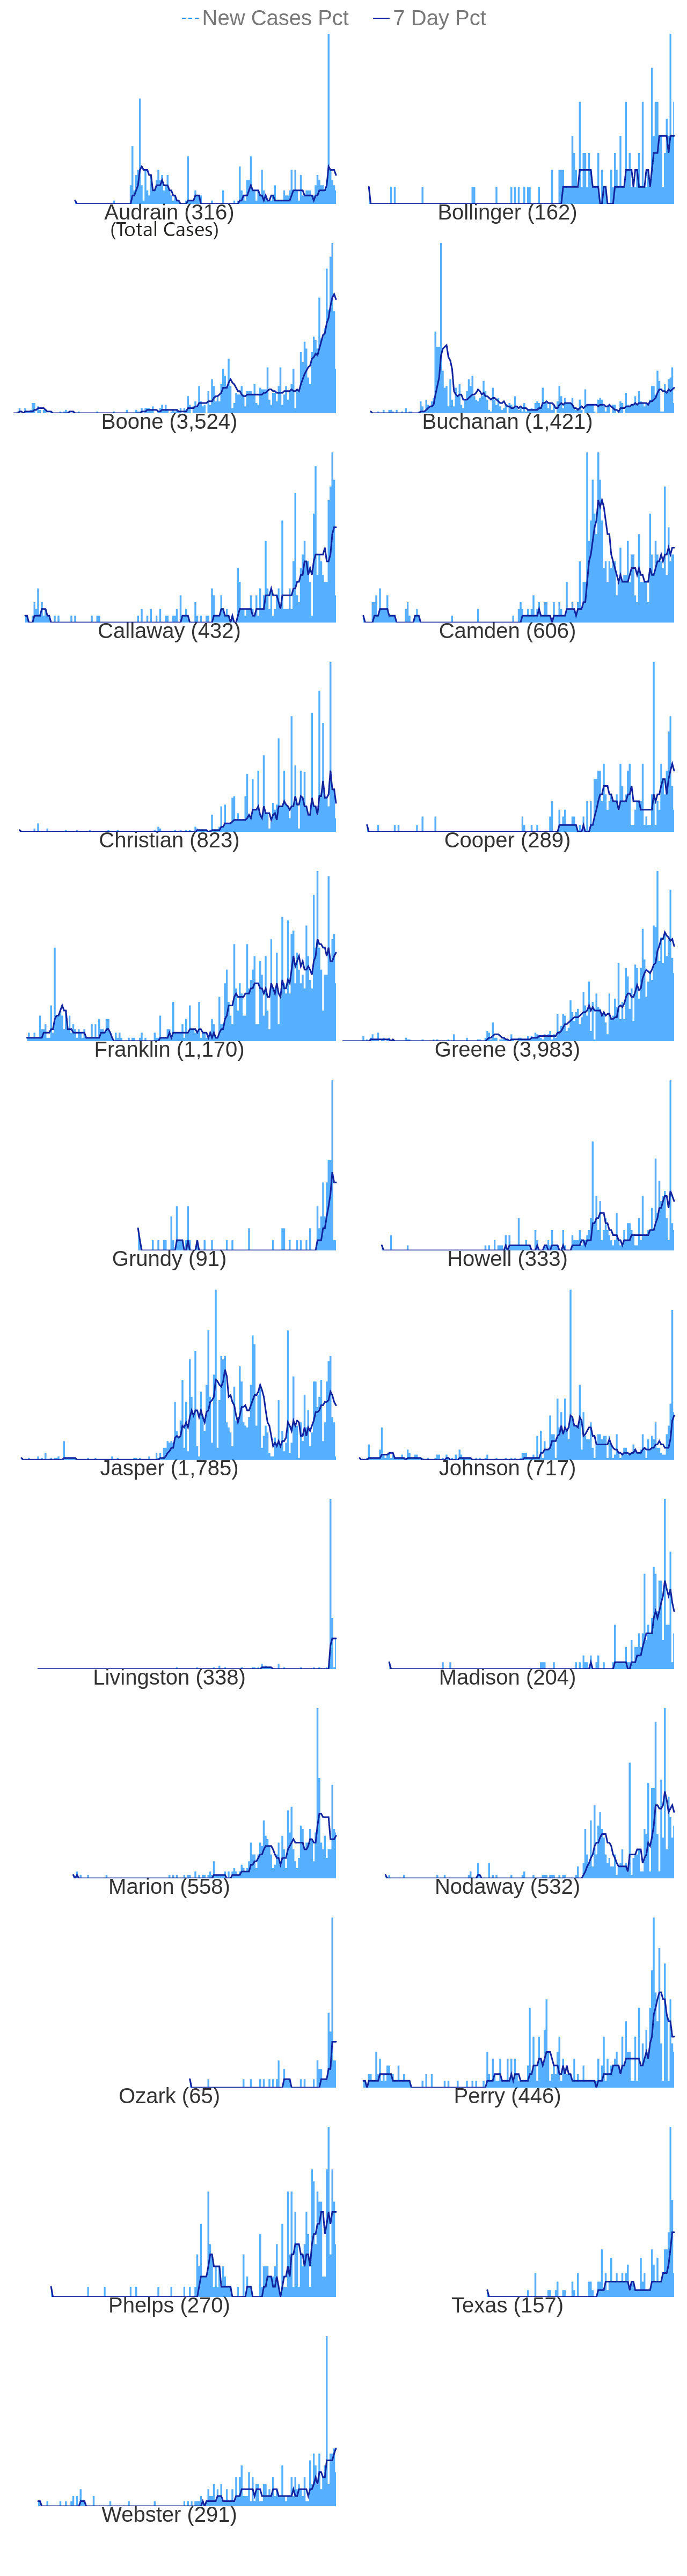 New Cases Pct 7 Day Pct
Audrain (316) Bollinger (162)
(Total Cases)
Boone (3,524) Buchanan (1,421)
Callaway (432) Camden (606)
Christian (823) Cooper (289)
Franklin (1,170) Greene (3,983)
Grundy (91) Howell (333)
Jasper (1,785) Johnson (717)
Livingston (338) Madison (204)
Marion (558) Nodaway (532)
Ozark (65) Perry (446)
Phelps (270) Texas (157)
Webster (291)